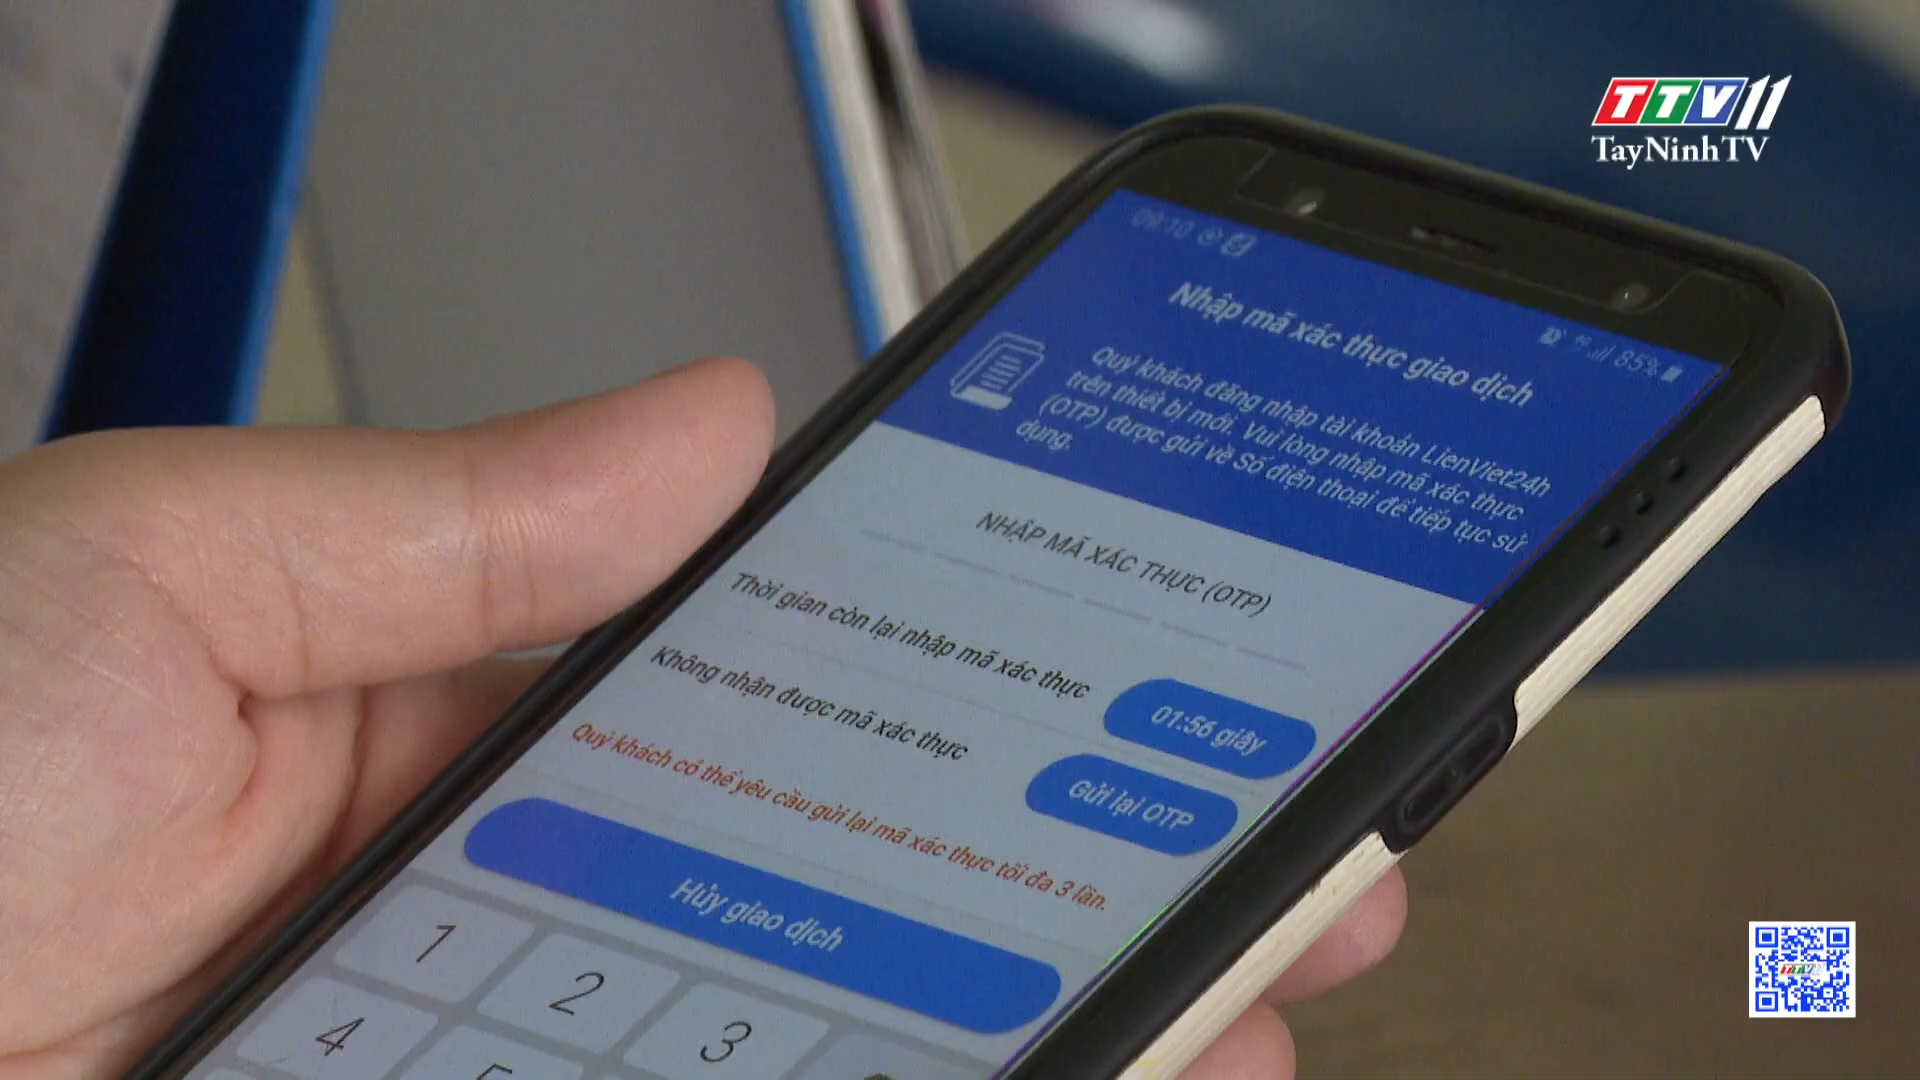 TTV11
TayNinhTV
09:10
85%
Nhập mã xác thực giao dịch
Quý khách đăng nhập tài khoản LienViet24h
trên thiết bị mới. Vui lòng nhập mã xác thực
(OTP) được gửi về Số điện thoại để tiếp tục sử
dụng.
NHẬP MÃ XÁC THỰC (OTP)
Thời gian còn lại nhập mã xác thực
01:56 giây
Không nhận được mã xác thực
Gửi lại OTP
Quý khách có thể yêu cầu gửi lại mã xác thực tối đa 3 lần.
Hủy giao dịch
1
2
3
4
5